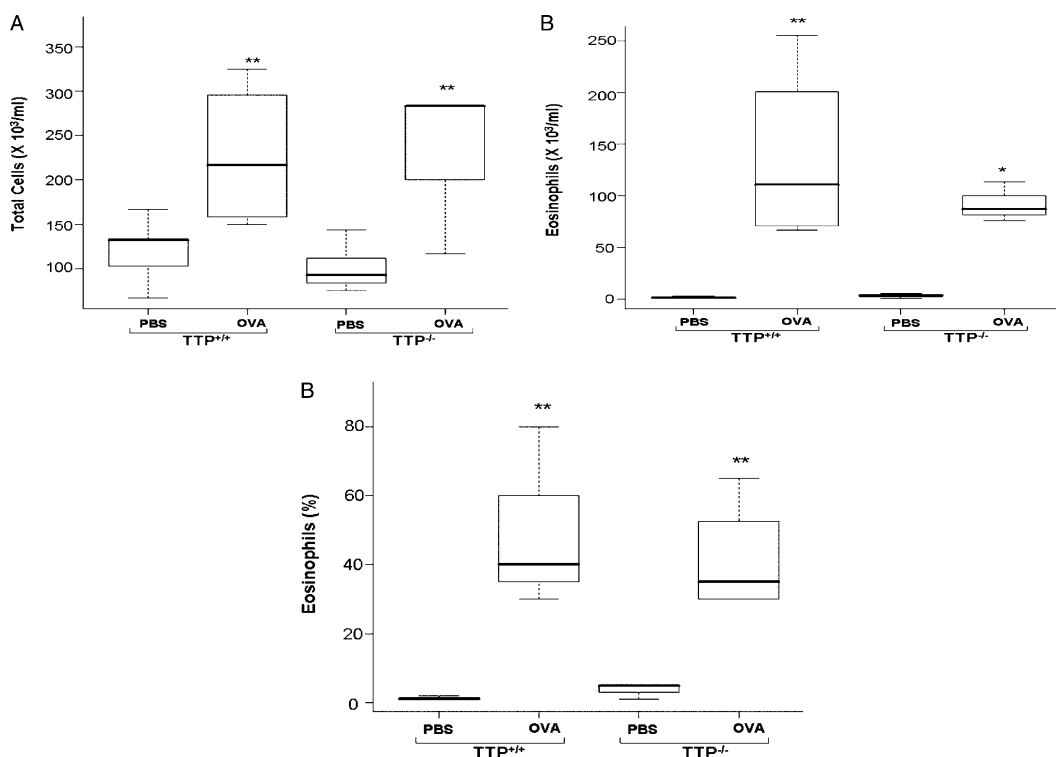 A
Total Cells (X 10³/ml)
350
300
250
200
150
100
**
**
PBS
OVA
PBS
OVA
TTP+/+
TTP-/-
B
Eosinophils (X 10³/ml)
250
200
150
100
50
0
**
*
PBS
OVA
PBS
OVA
TTP+/+
TTP-/-
B
Eosinophils (%)
80
60
40
20
0
**
**
PBS
OVA
PBS
OVA
TTP+/+
TTP-/-